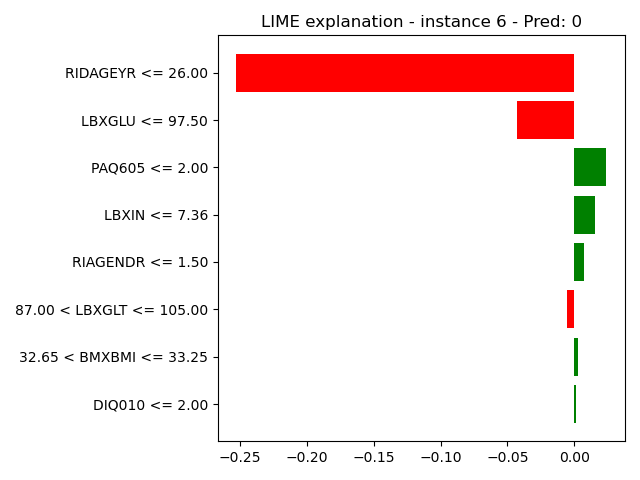 LIME explanation - instance 6 - Pred: 0
RIDAGEYR <= 26.00
LBXGLU <= 97.50
PAQ605 <= 2.00
LBXIN <= 7.36
RIAGENDR <= 1.50
87.00 < LBXGLT <= 105.00
32.65 < BMXBMI <= 33.25
DIQ010 <= 2.00
−0.25 −0.20 −0.15 −0.10 −0.05 0.00